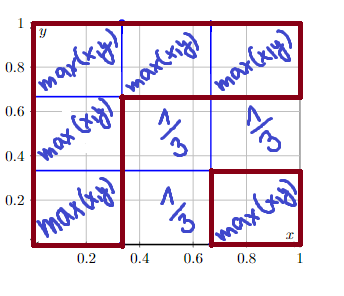 1
y
max(x,y) max(x,y) max(x,y)
0.8
0.6
max(x,y) 1/3 1/3
0.4
0.2
max(x,y) 1/3 max(x,y)
x
0.2 0.4 0.6 0.8 1